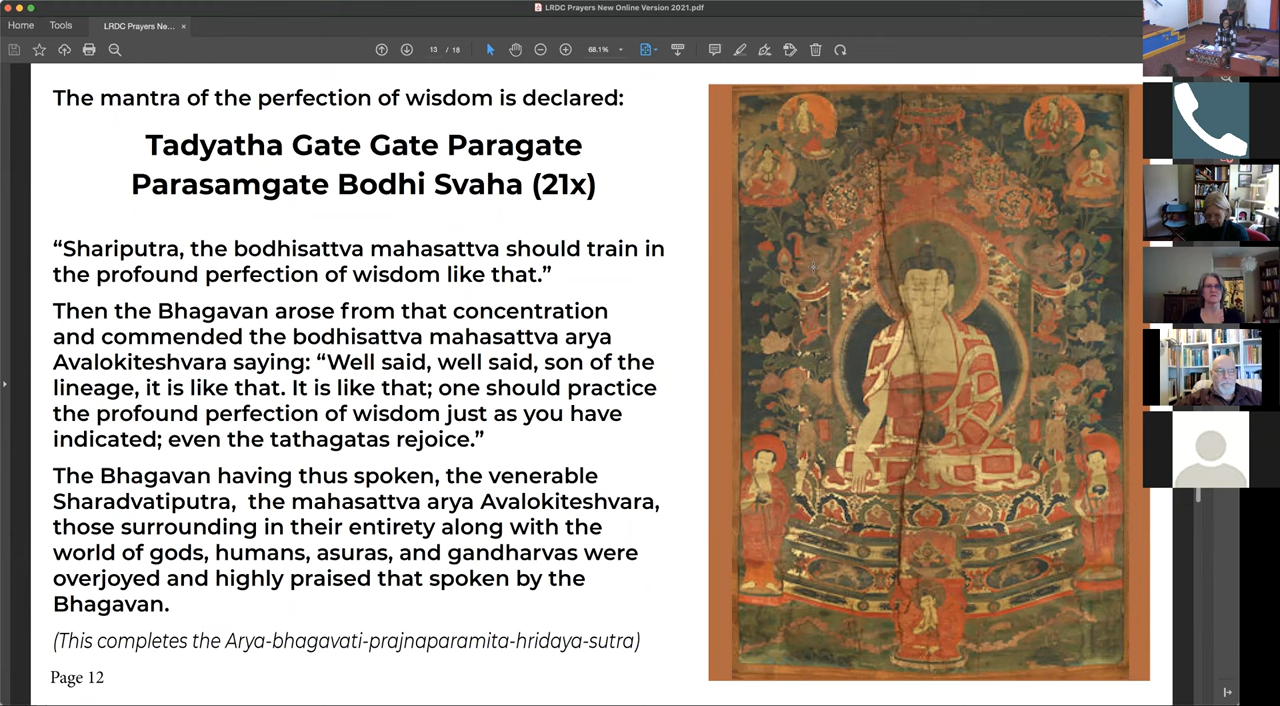 LRDC Prayers New Online Version 2021.pdf
Home Tools LRDC Prayers Ne... ×
13 / 18 68.1%
The mantra of the perfection of wisdom is declared:
Tadyatha Gate Gate Paragate
Parasamgate Bodhi Svaha (21x)
“Shariputra, the bodhisattva mahasattva should train in
the profound perfection of wisdom like that.”
Then the Bhagavan arose from that concentration
and commended the bodhisattva mahasattva arya
Avalokiteshvara saying: “Well said, well said, son of the
lineage, it is like that. It is like that; one should practice
the profound perfection of wisdom just as you have
indicated; even the tathagatas rejoice.”
The Bhagavan having thus spoken, the venerable
Sharadvatiputra, the mahasattva arya Avalokiteshvara,
those surrounding in their entirety along with the
world of gods, humans, asuras, and gandharvas were
overjoyed and highly praised that spoken by the
Bhagavan.
(This completes the Arya-bhagavati-prajnaparamita-hridaya-sutra)
Page 12